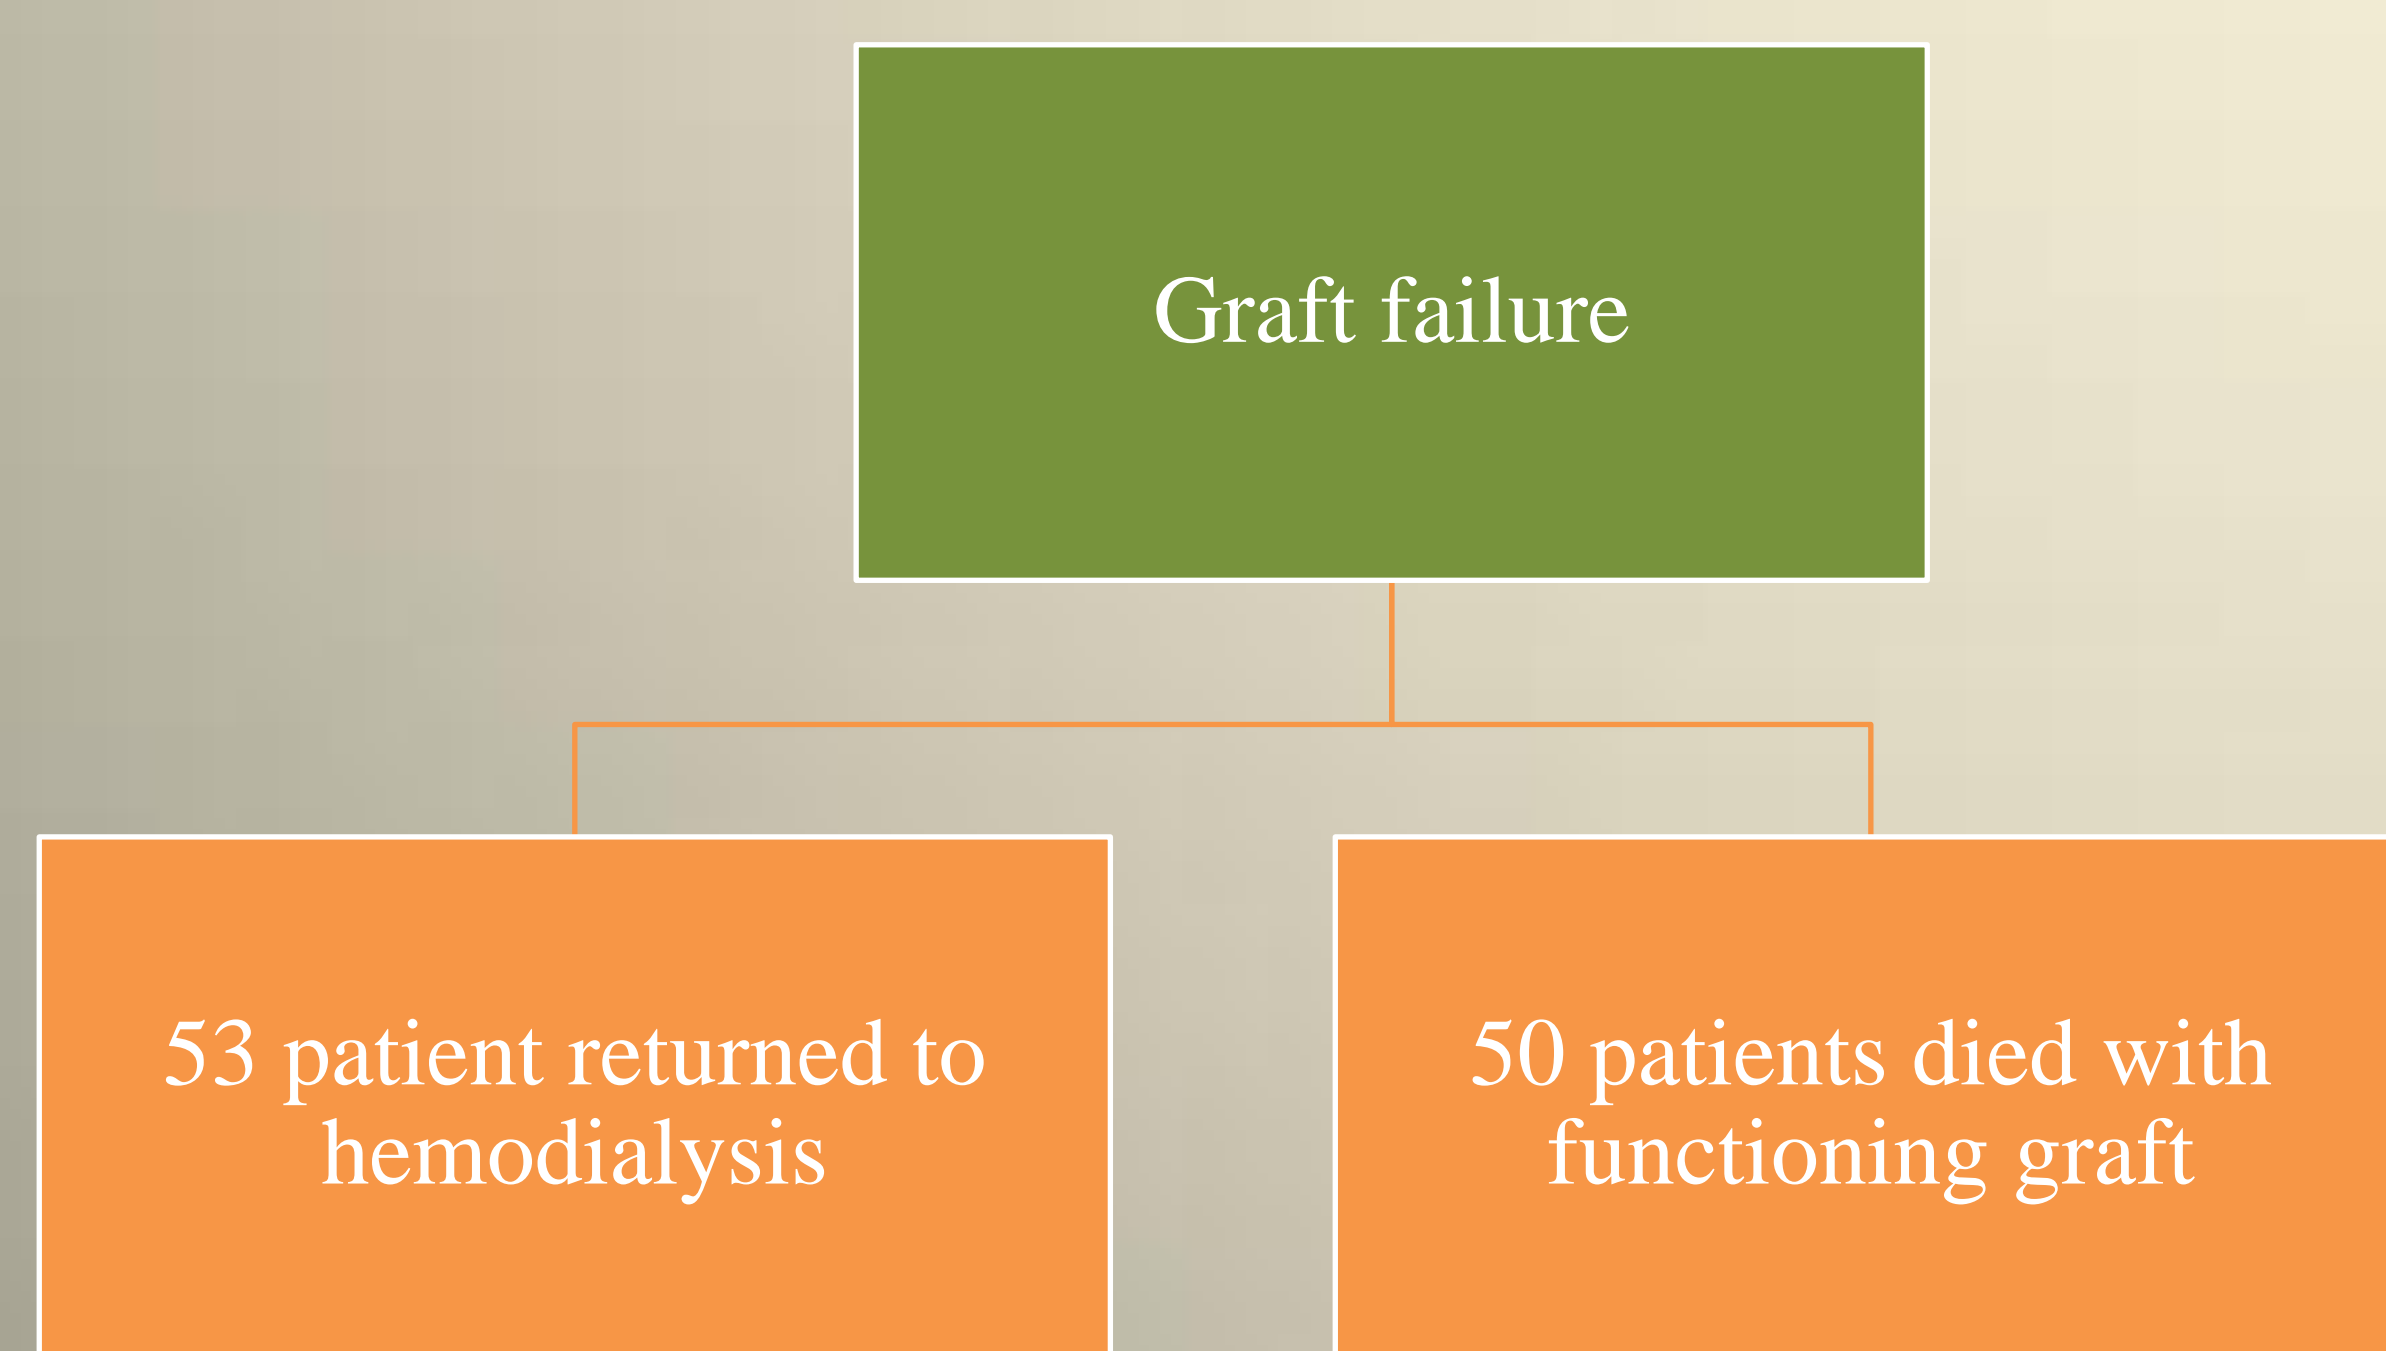 Graft failure
53 patient returned to
hemodialysis
50 patients died with
functioning graft